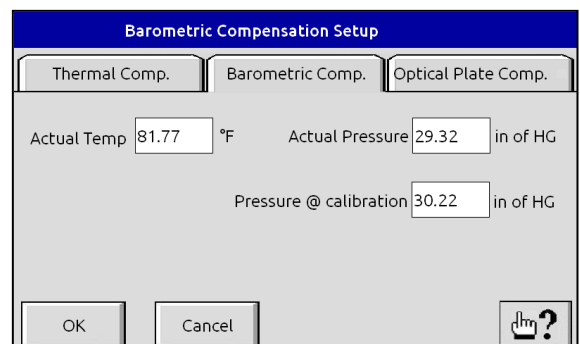 Barometric Compensation Setup
Thermal Comp. Barometric Comp. Optical Plate Comp.
Actual Temp 81.77 °F Actual Pressure 29.32 in of HG
Pressure @ calibration 30.22 in of HG
OK Cancel ?